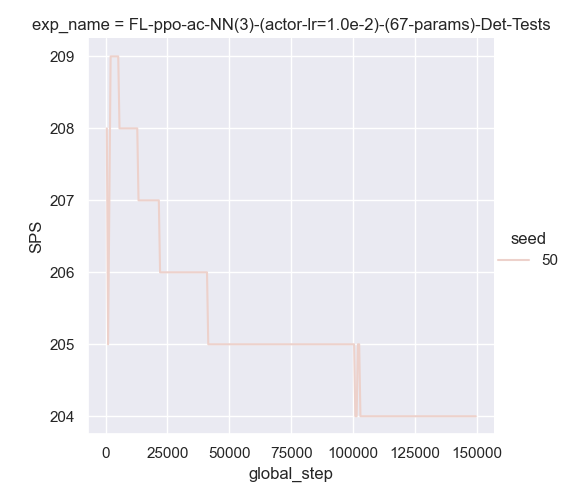 exp_name = FL-ppo-ac-NN(3)-(actor-lr=1.0e-2)-(67-params)-Det-Tests
209
208
207
206
205
204
SPS
0 25000 50000 75000 100000 125000 150000
global_step
seed
50